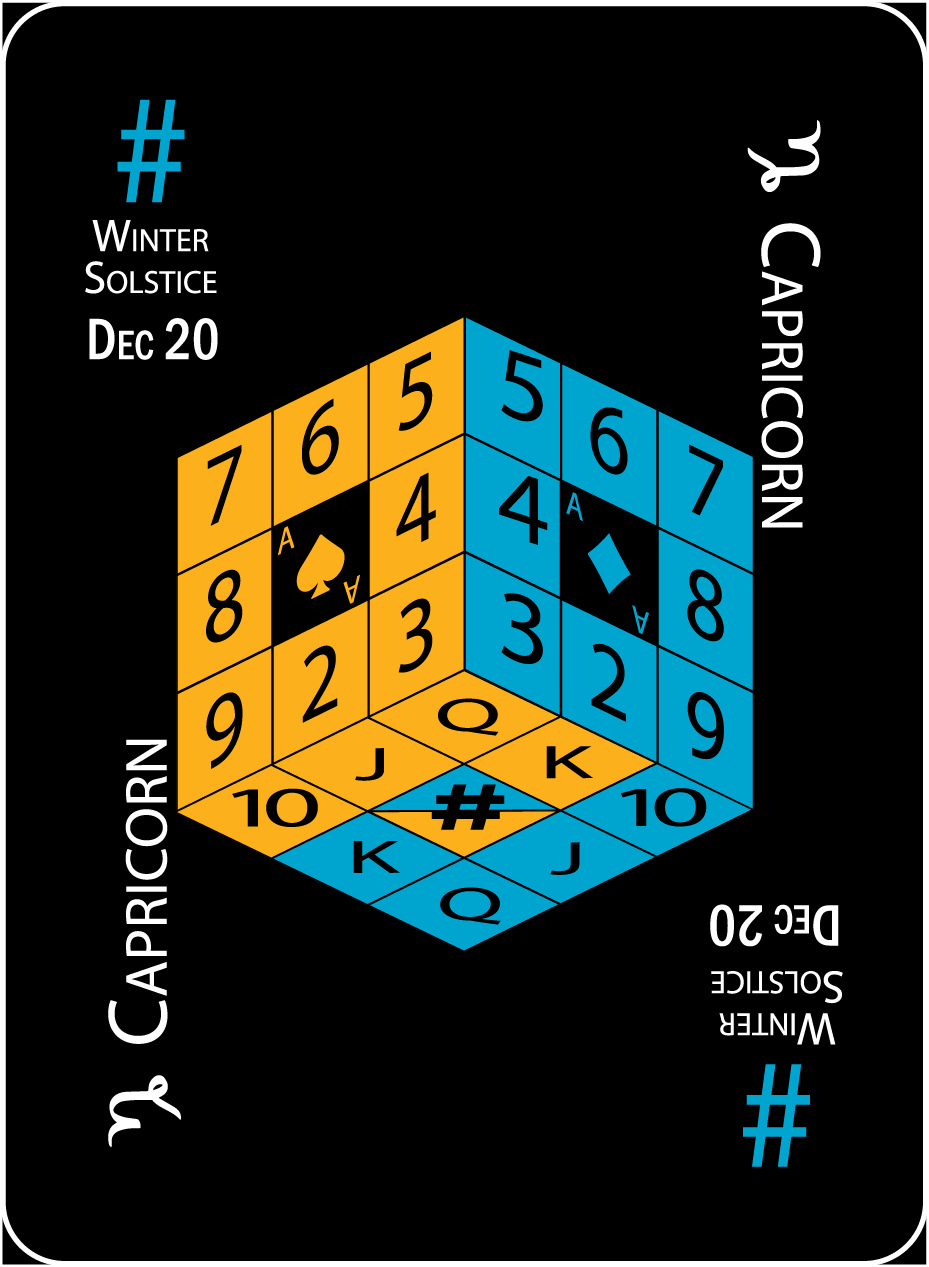 #
WINTER
SOLSTICE
DEC 20
♑ CAPRICORN
7 6 5 5 6 7
8 A A 4 4 A A 8
9 2 3 3 2 9
Q
J K
10 # 10
K J
Q
♑ CAPRICORN
#
WINTER
SOLSTICE
DEC 20